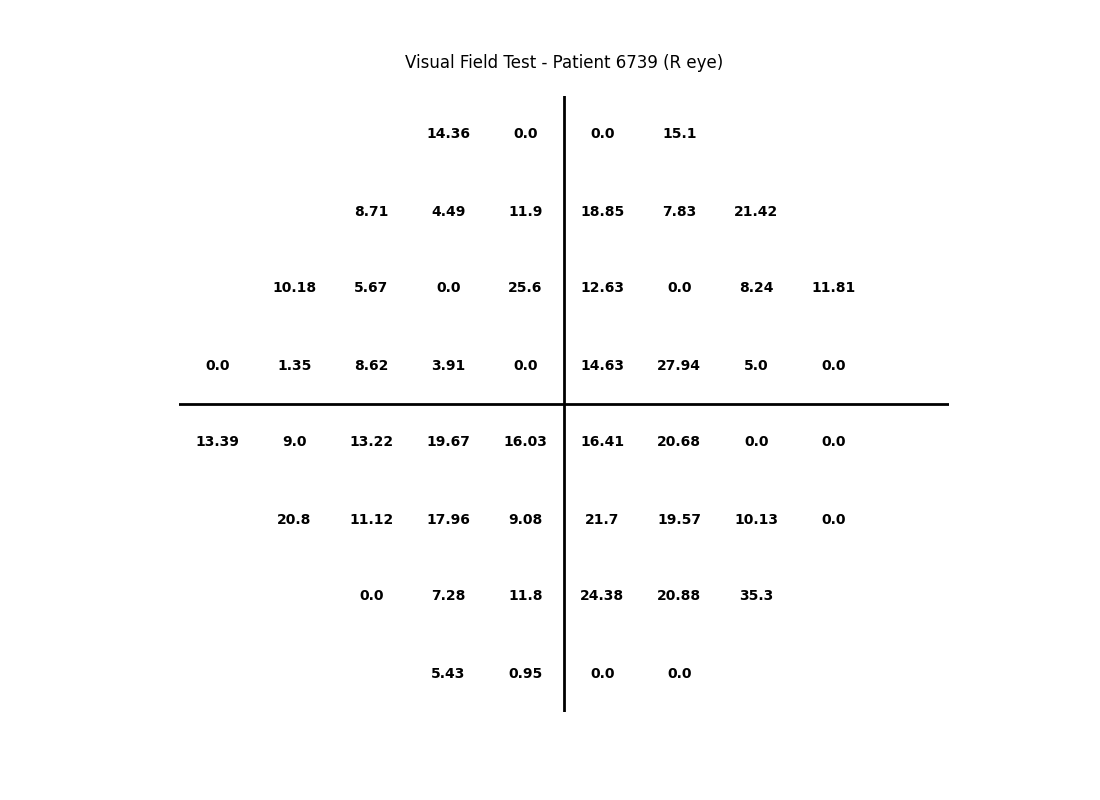 Visual Field Test - Patient 6739 (R eye)
14.36 0.0 0.0 15.1
8.71 4.49 11.9 18.85 7.83 21.42
10.18 5.67 0.0 25.6 12.63 0.0 8.24 11.81
0.0 1.35 8.62 3.91 0.0 14.63 27.94 5.0 0.0
13.39 9.0 13.22 19.67 16.03 16.41 20.68 0.0 0.0
20.8 11.12 17.96 9.08 21.7 19.57 10.13 0.0
0.0 7.28 11.8 24.38 20.88 35.3
5.43 0.95 0.0 0.0